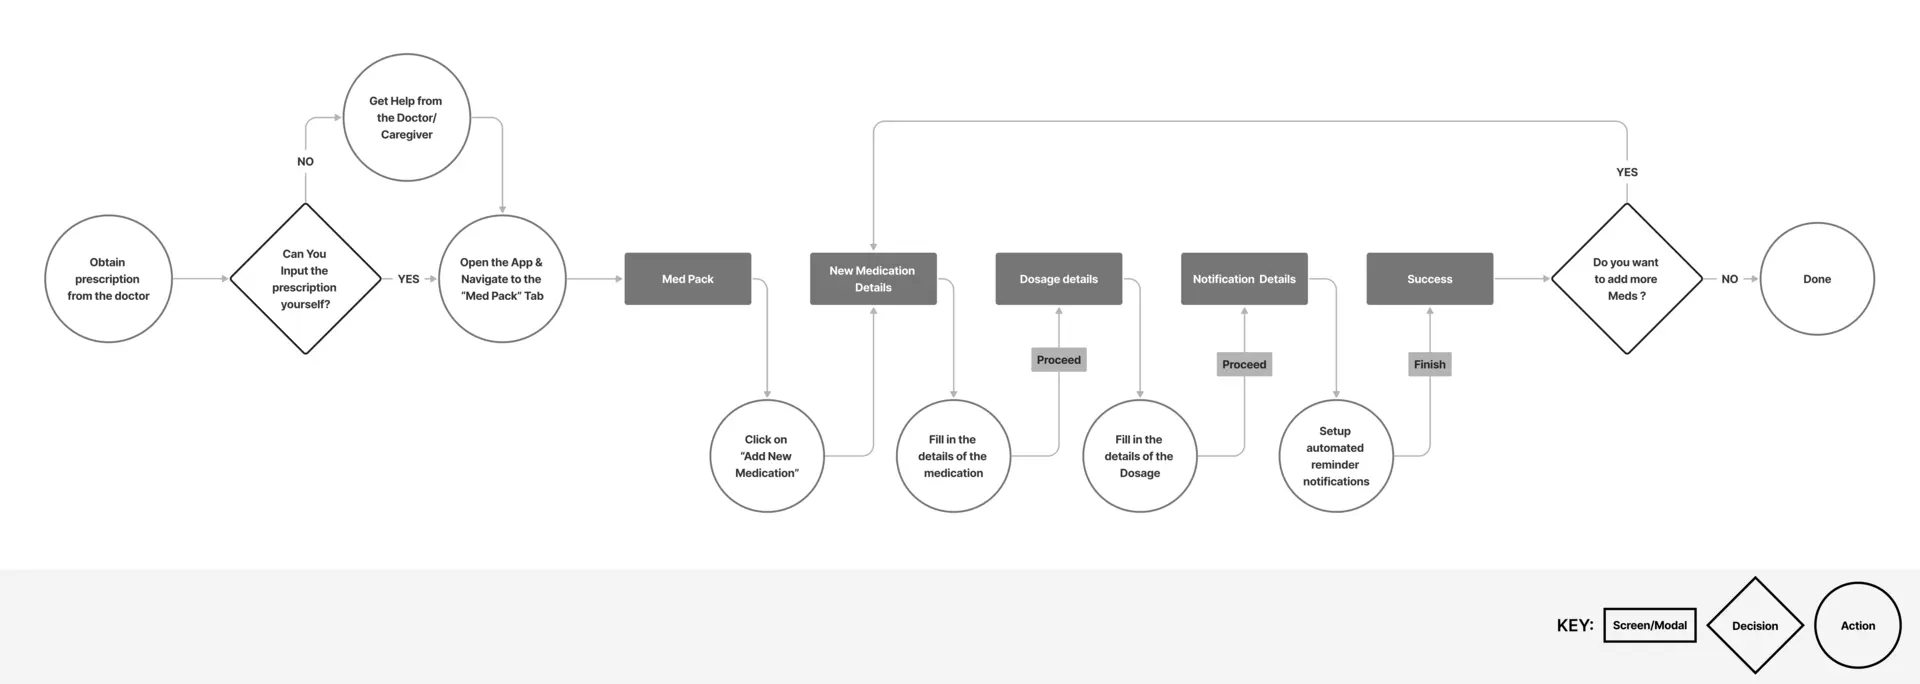 Get Help from
the Doctor/
Caregiver
NO
YES
Obtain
prescription
from the doctor
Can You
Input the
prescription
yourself?
YES
Open the App &
Navigate to the
“Med Pack” Tab
Med Pack
New Medication
Details
Dosage details
Notification Details
Success
Do you want
to add more
Meds ?
NO
Done
Proceed
Proceed
Finish
Click on
“Add New
Medication”
Fill in the
details of the
medication
Fill in the
details of the
Dosage
Setup
automated
reminder
notifications
KEY:
Screen/Modal
Decision
Action